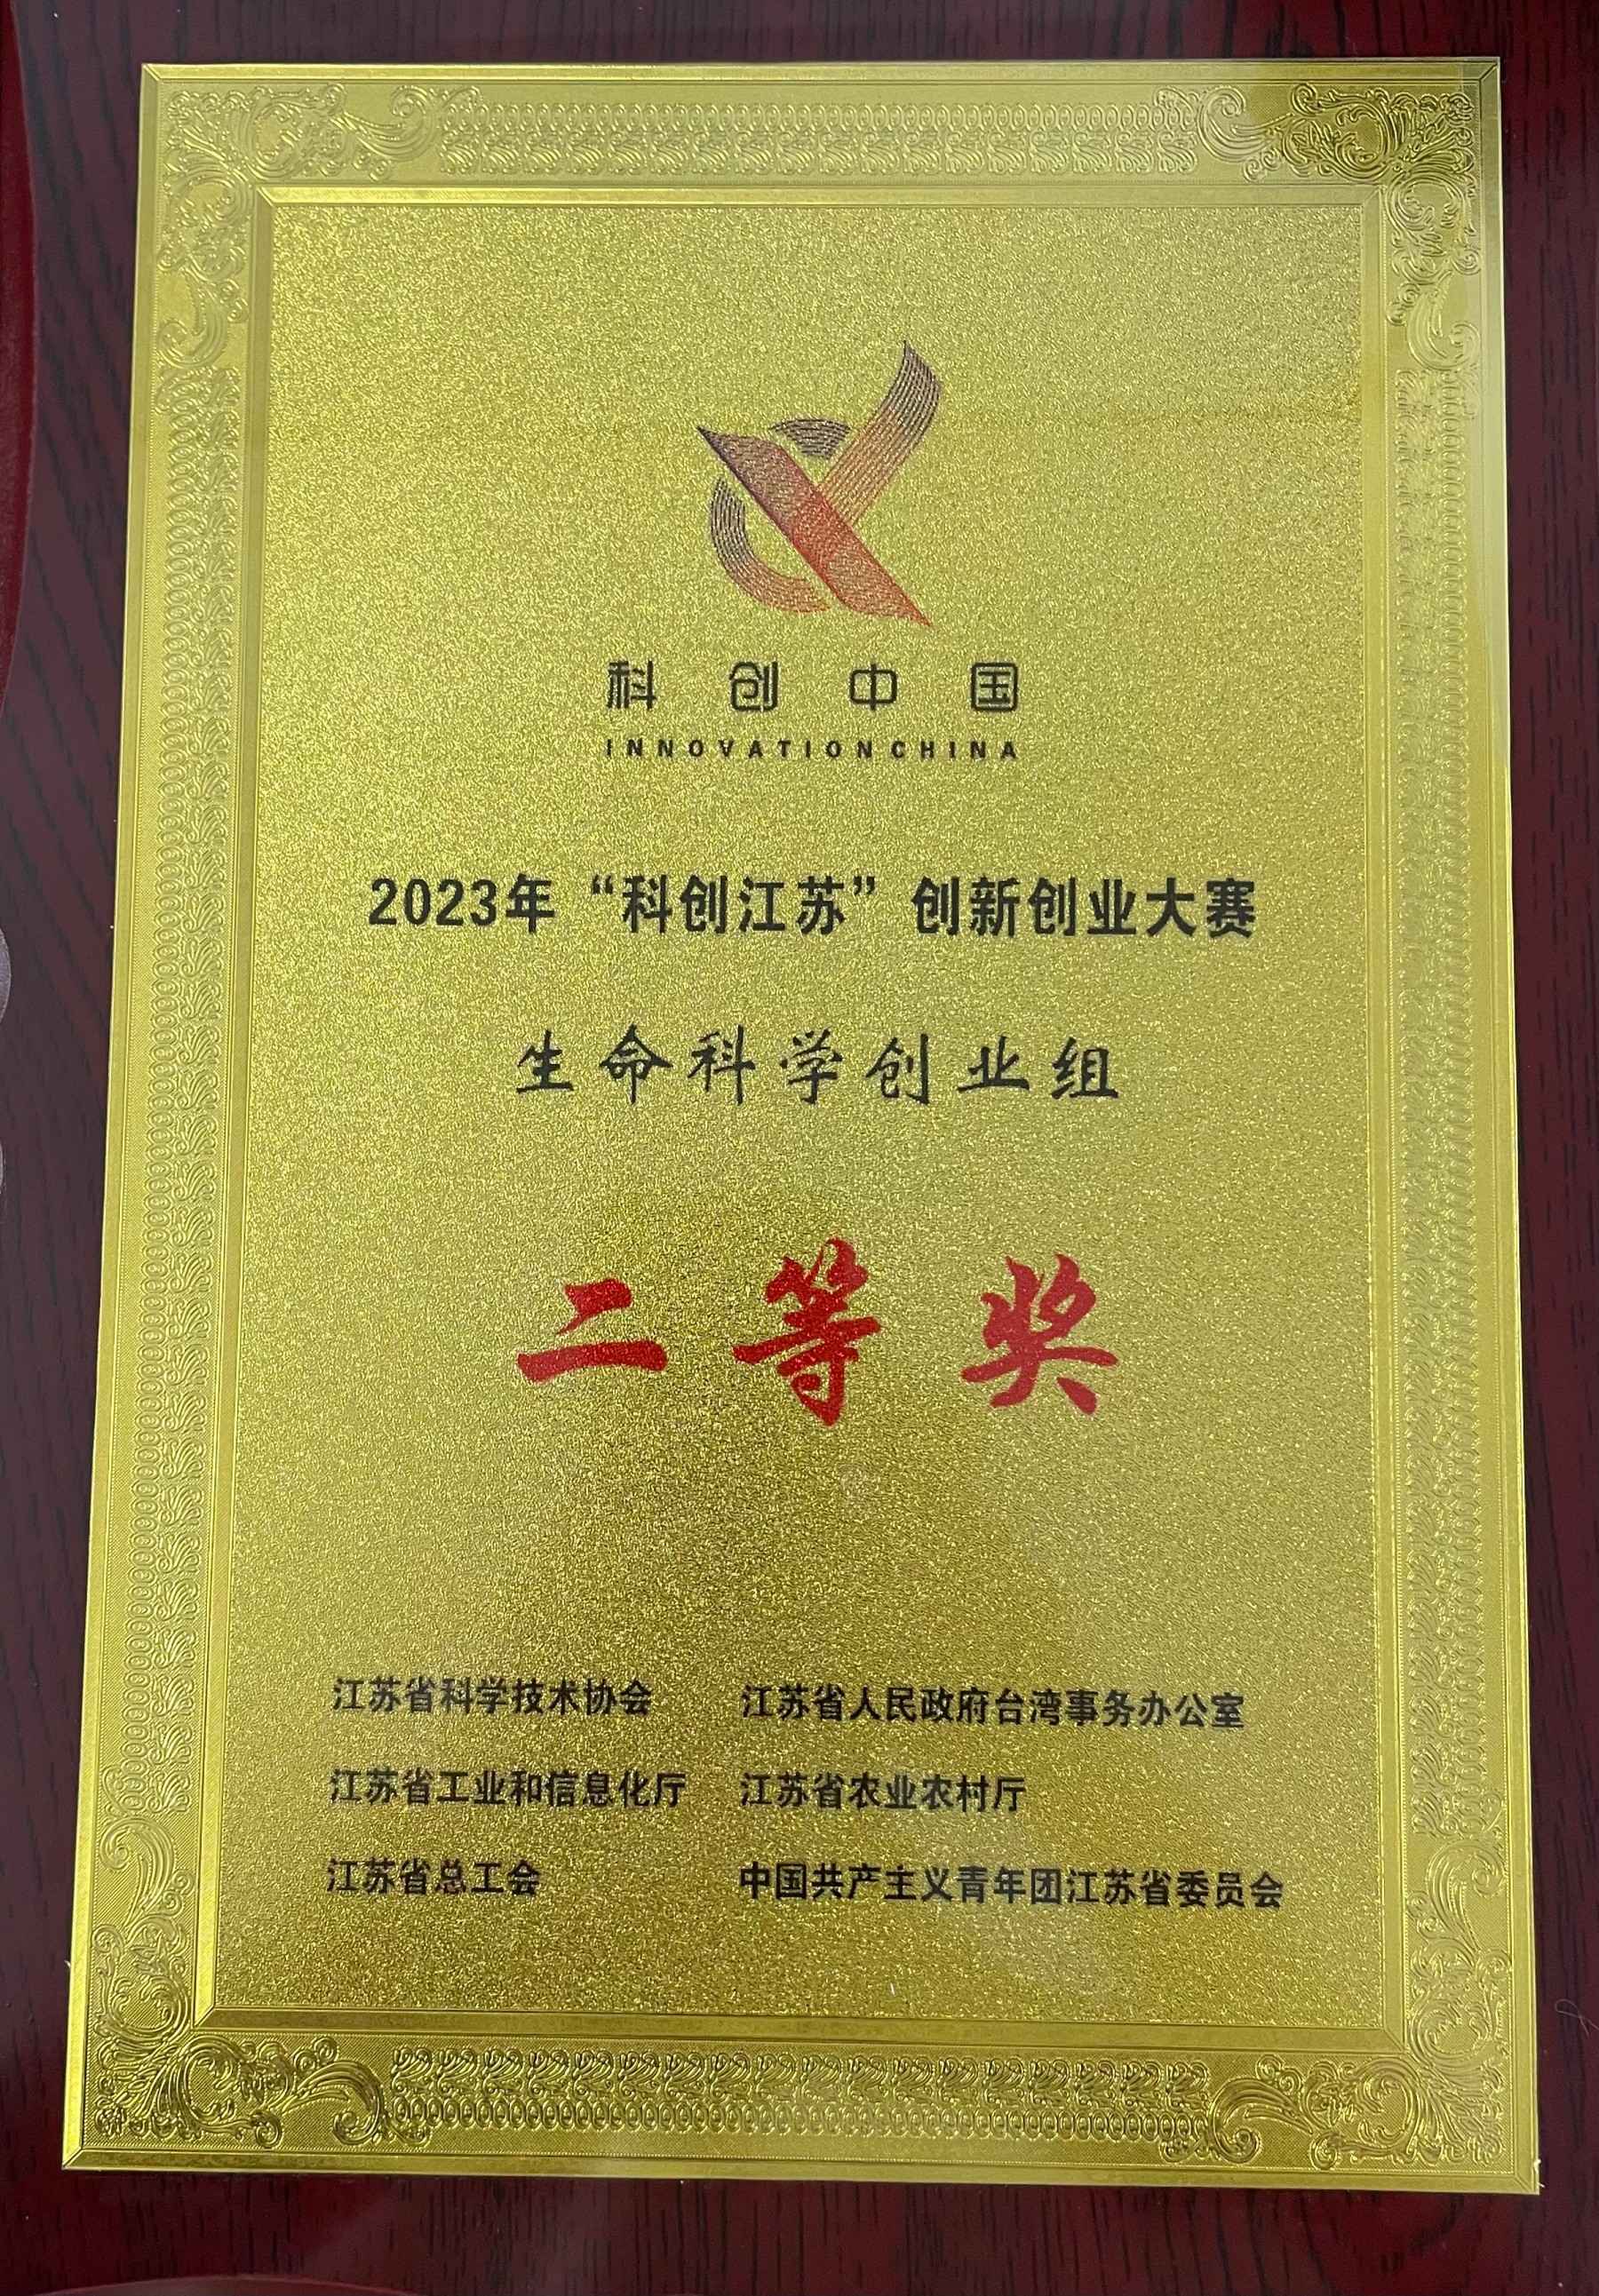 科创中国
INNOVATIONCHINA
2023年“科创江苏”创新创业大赛
生命科学创业组
二等奖
江苏省科学技术协会 江苏省人民政府台湾事务办公室
江苏省工业和信息化厅 江苏省农业农村厅
江苏省总工会 中国共产主义青年团江苏省委员会